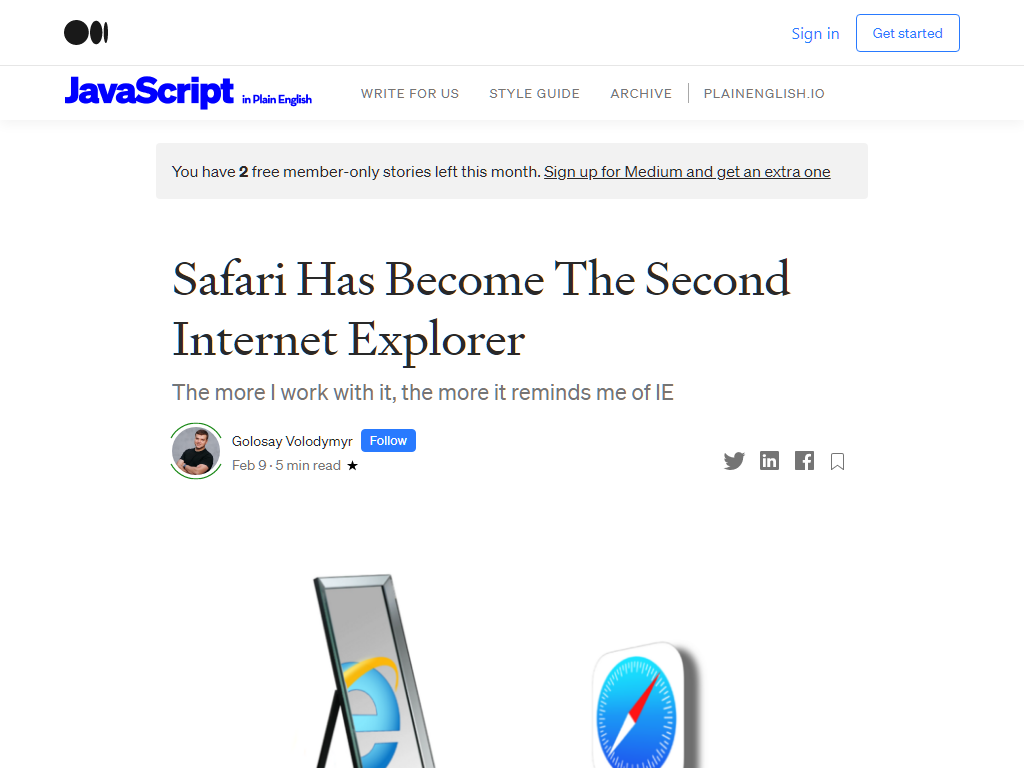 Sign in
Get started
JavaScript in Plain English
WRITE FOR US
STYLE GUIDE
ARCHIVE
PLAINENGLISH.IO
You have 2 free member-only stories left this month. Sign up for Medium and get an extra one
Safari Has Become The Second
Internet Explorer
The more I work with it, the more it reminds me of IE
Golosay Volodymyr
Follow
Feb 9 · 5 min read ★